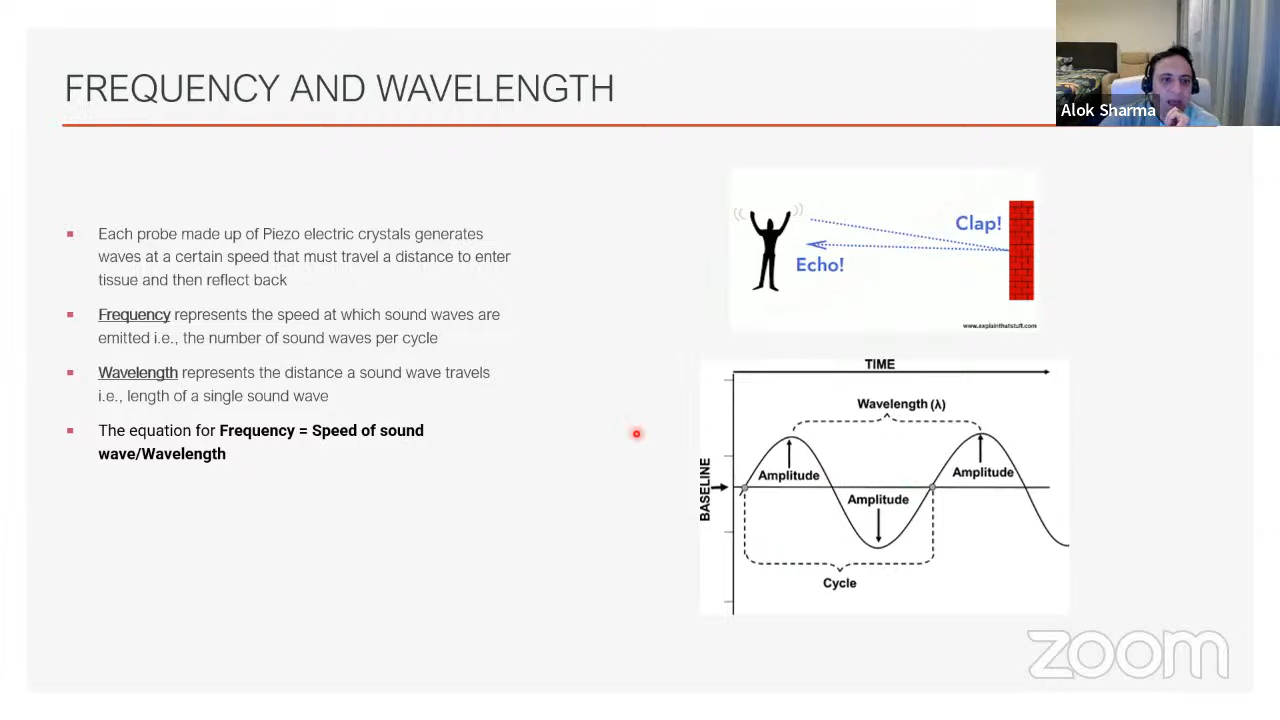 FREQUENCY AND WAVELENGTH
Alok Sharma
Each probe made up of Piezo electric crystals generates
waves at a certain speed that must travel a distance to enter
tissue and then reflect back
Frequency represents the speed at which sound waves are
emitted i.e., the number of sound waves per cycle
Wavelength represents the distance a sound wave travels
i.e., length of a single sound wave
The equation for Frequency = Speed of sound
wave/Wavelength
Clap!
Echo!
www.explainthatstuff.com
TIME
Wavelength (λ)
Amplitude
Amplitude
Amplitude
BASELINE
Cycle
zoom